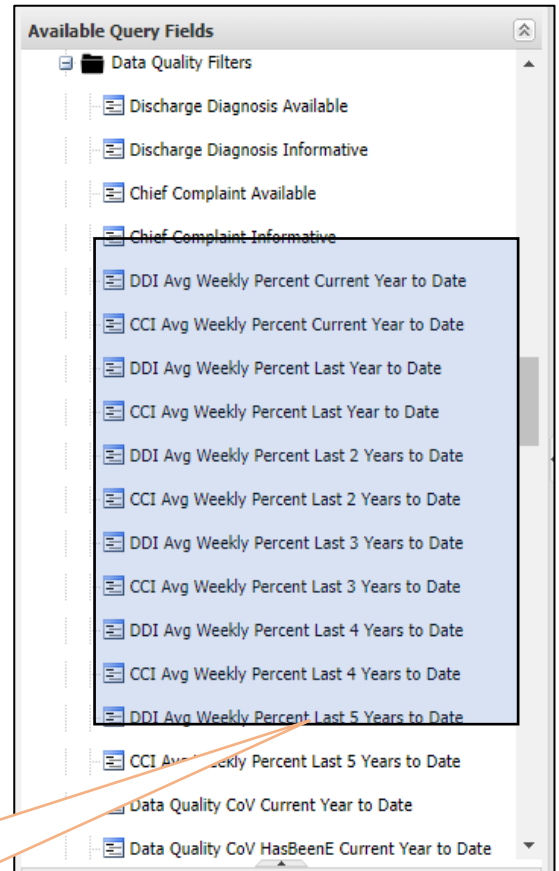 Available Query Fields
Data Quality Filters
Discharge Diagnosis Available
Discharge Diagnosis Informative
Chief Complaint Available
Chief Complaint Informative
DDI Avg Weekly Percent Current Year to Date
CCI Avg Weekly Percent Current Year to Date
DDI Avg Weekly Percent Last Year to Date
CCI Avg Weekly Percent Last Year to Date
DDI Avg Weekly Percent Last 2 Years to Date
CCI Avg Weekly Percent Last 2 Years to Date
DDI Avg Weekly Percent Last 3 Years to Date
CCI Avg Weekly Percent Last 3 Years to Date
DDI Avg Weekly Percent Last 4 Years to Date
CCI Avg Weekly Percent Last 4 Years to Date
DDI Avg Weekly Percent Last 5 Years to Date
CCI Avg Weekly Percent Last 5 Years to Date
Data Quality CoV Current Year to Date
Data Quality CoV HasBeenE Current Year to Date